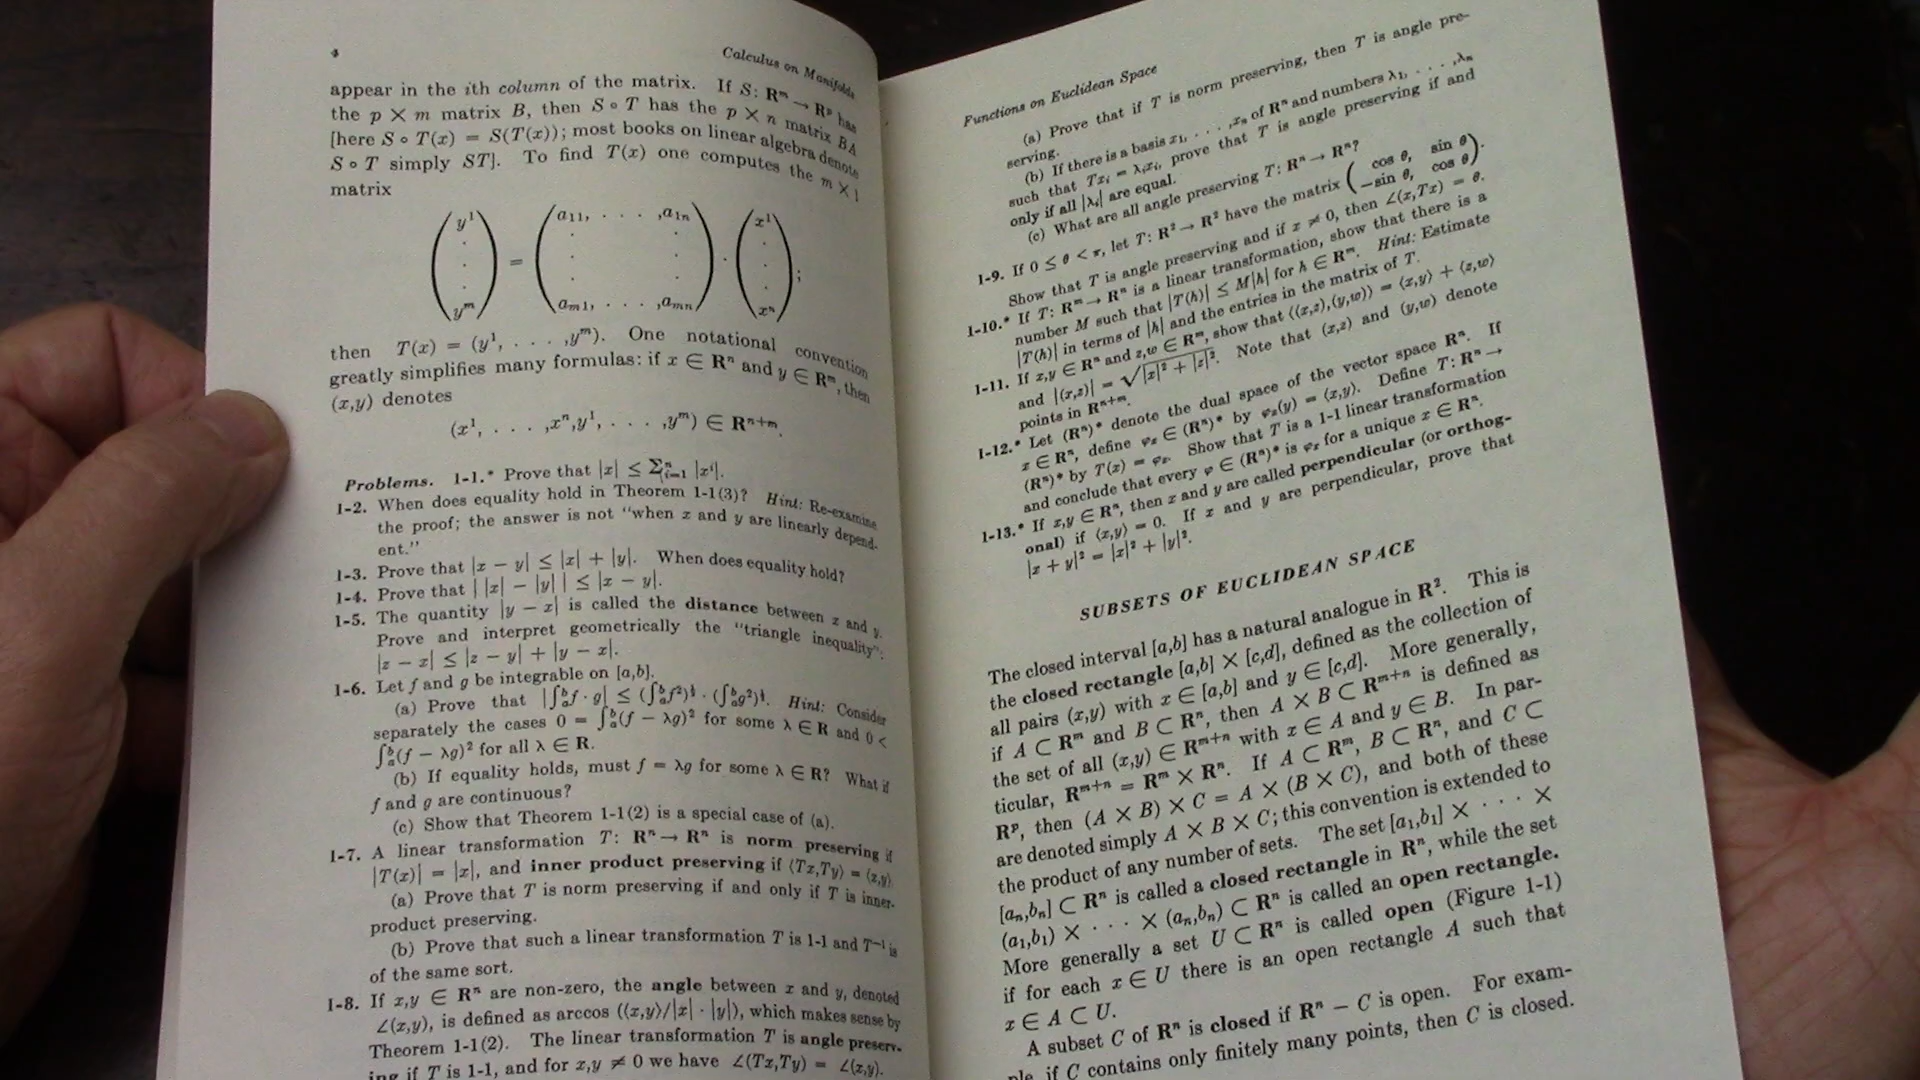 4
Calculus on Manifolds
appear in the ith column of the matrix. If S: Rᵐ → Rᵖ has
the p × m matrix B, then S ∘ T has the p × n matrix BA
[here S ∘ T(x) = S(T(x)); most books on linear algebra denote
S ∘ T simply ST]. To find T(x) one computes the m × 1
matrix
(y¹ . . . yᵐ) = (a₁₁, . . . ,a₁ₙ . . . aₘ₁, . . . ,aₘₙ) · (x¹ . . . xⁿ);
then T(x) = (y¹, . . . ,yᵐ). One notational convention
greatly simplifies many formulas: if x ∈ Rⁿ and y ∈ Rᵐ, then
(x,y) denotes
(x¹, . . . ,xⁿ,y¹, . . . ,yᵐ) ∈ Rⁿ⁺ᵐ.
Problems. 1-1.* Prove that |x| ≤ Σⁿᵢ₌₁ |xⁱ|.
1-2. When does equality hold in Theorem 1-1(3)? Hint: Re-examine
the proof; the answer is not "when x and y are linearly depend-
ent."
1-3. Prove that |x − y| ≤ |x| + |y|. When does equality hold?
1-4. Prove that | |x| − |y| | ≤ |x − y|.
1-5. The quantity |y − x| is called the distance between x and y.
Prove and interpret geometrically the "triangle inequality":
|z − x| ≤ |z − y| + |y − x|.
1-6. Let f and g be integrable on [a,b].
(a) Prove that |∫ₐᵇ f · g| ≤ (∫ₐᵇ f²)^½ · (∫ₐᵇ g²)^½. Hint: Consider
separately the cases 0 = ∫ₐᵇ(f − λg)² for some λ ∈ R and 0 <
∫ₐᵇ(f − λg)² for all λ ∈ R.
(b) If equality holds, must f = λg for some λ ∈ R? What if
f and g are continuous?
(c) Show that Theorem 1-1(2) is a special case of (a).
1-7. A linear transformation T: Rⁿ → Rⁿ is norm preserving if
|T(x)| = |x|, and inner product preserving if ⟨Tx,Ty⟩ = ⟨x,y⟩.
(a) Prove that T is norm preserving if and only if T is inner-
product preserving.
(b) Prove that such a linear transformation T is 1-1 and T⁻¹ is
of the same sort.
1-8. If x,y ∈ Rⁿ are non-zero, the angle between x and y, denoted
∠(x,y), is defined as arccos (⟨x,y⟩/|x| · |y|), which makes sense by
Theorem 1-1(2). The linear transformation T is angle preserv-
ing if T is 1-1, and for x,y ≠ 0 we have ∠(Tx,Ty) = ∠(x,y).
Functions on Euclidean Space
(a) Prove that if T is norm preserving, then T is angle pre-
serving.
(b) If there is a basis x₁, . . . ,xₙ of Rⁿ and numbers λ₁, . . . ,λₙ
such that Txᵢ = λᵢxᵢ, prove that T is angle preserving if and
only if all |λᵢ| are equal.
(c) What are all angle preserving T: Rⁿ → Rⁿ?
1-9. If 0 ≤ θ < π, let T: R² → R² have the matrix (cos θ, sin θ −sin θ, cos θ).
Show that T is angle preserving and if x ≠ 0, then ∠(x,Tx) = θ.
1-10.* If T: Rᵐ → Rⁿ is a linear transformation, show that there is a
number M such that |T(h)| ≤ M|h| for h ∈ Rᵐ. Hint: Estimate
|T(h)| in terms of |h| and the entries in the matrix of T.
1-11. If x,y ∈ Rⁿ and z,w ∈ Rᵐ, show that ⟨(x,z),(y,w)⟩ = ⟨x,y⟩ + ⟨z,w⟩
and |(x,z)| = √|x|² + |z|². Note that (x,z) and (y,w) denote
points in Rⁿ⁺ᵐ.
1-12.* Let (Rⁿ)* denote the dual space of the vector space Rⁿ. If
x ∈ Rⁿ, define φₓ ∈ (Rⁿ)* by φₓ(y) = ⟨x,y⟩. Define T: Rⁿ →
(Rⁿ)* by T(x) = φₓ. Show that T is a 1-1 linear transformation
and conclude that every φ ∈ (Rⁿ)* is φₓ for a unique x ∈ Rⁿ.
1-13.* If x,y ∈ Rⁿ, then x and y are called perpendicular (or orthog-
onal) if ⟨x,y⟩ = 0. If x and y are perpendicular, prove that
|x + y|² = |x|² + |y|².
SUBSETS OF EUCLIDEAN SPACE
The closed interval [a,b] has a natural analogue in R². This is
the closed rectangle [a,b] × [c,d], defined as the collection of
all pairs (x,y) with x ∈ [a,b] and y ∈ [c,d]. More generally,
if A ⊂ Rᵐ and B ⊂ Rⁿ, then A × B ⊂ Rᵐ⁺ⁿ is defined as
the set of all (x,y) ∈ Rᵐ⁺ⁿ with x ∈ A and y ∈ B. In par-
ticular, Rᵐ⁺ⁿ = Rᵐ × Rⁿ. If A ⊂ Rᵐ, B ⊂ Rⁿ, and C ⊂
Rᵖ, then (A × B) × C = A × (B × C), and both of these
are denoted simply A × B × C; this convention is extended to
the product of any number of sets. The set [a₁,b₁] × · · · ×
[aₙ,bₙ] ⊂ Rⁿ is called a closed rectangle in Rⁿ, while the set
(a₁,b₁) × · · · × (aₙ,bₙ) ⊂ Rⁿ is called an open rectangle.
More generally a set U ⊂ Rⁿ is called open (Figure 1-1)
if for each x ∈ U there is an open rectangle A such that
x ∈ A ⊂ U.
A subset C of Rⁿ is closed if Rⁿ − C is open. For exam-
ple, if C contains only finitely many points, then C is closed.